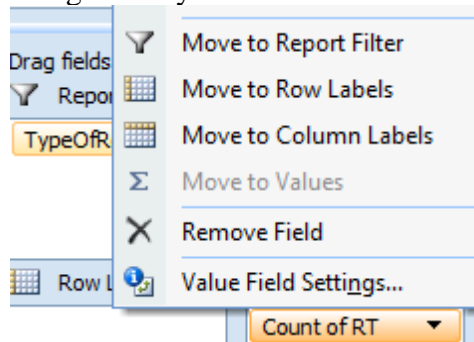 Drag fields
Move to Report Filter
Repo
Move to Row Labels
TypeOfR
Move to Column Labels
Move to Values
Remove Field
Row L
Value Field Settings...
Count of RT